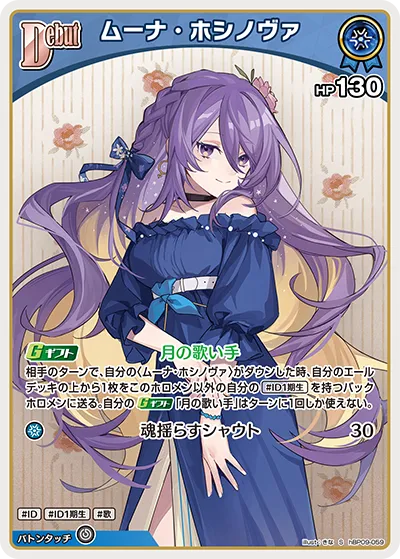 Debut
ムーナ・ホシノヴァ
HP130
Gギフト 月の歌い手
相手のターンで、自分の〈ムーナ・ホシノヴァ〉がダウンした時、自分のエール
デッキの上から1枚をこのホロメン以外の自分の #ID1期生 を持つバック
ホロメンに送る。自分の Gギフト 「月の歌い手」はターンに1回しか使えない。
魂揺らすシャウト 30
#ID #ID1期生 #歌
バトンタッチ
illust：きな S hBP09-059